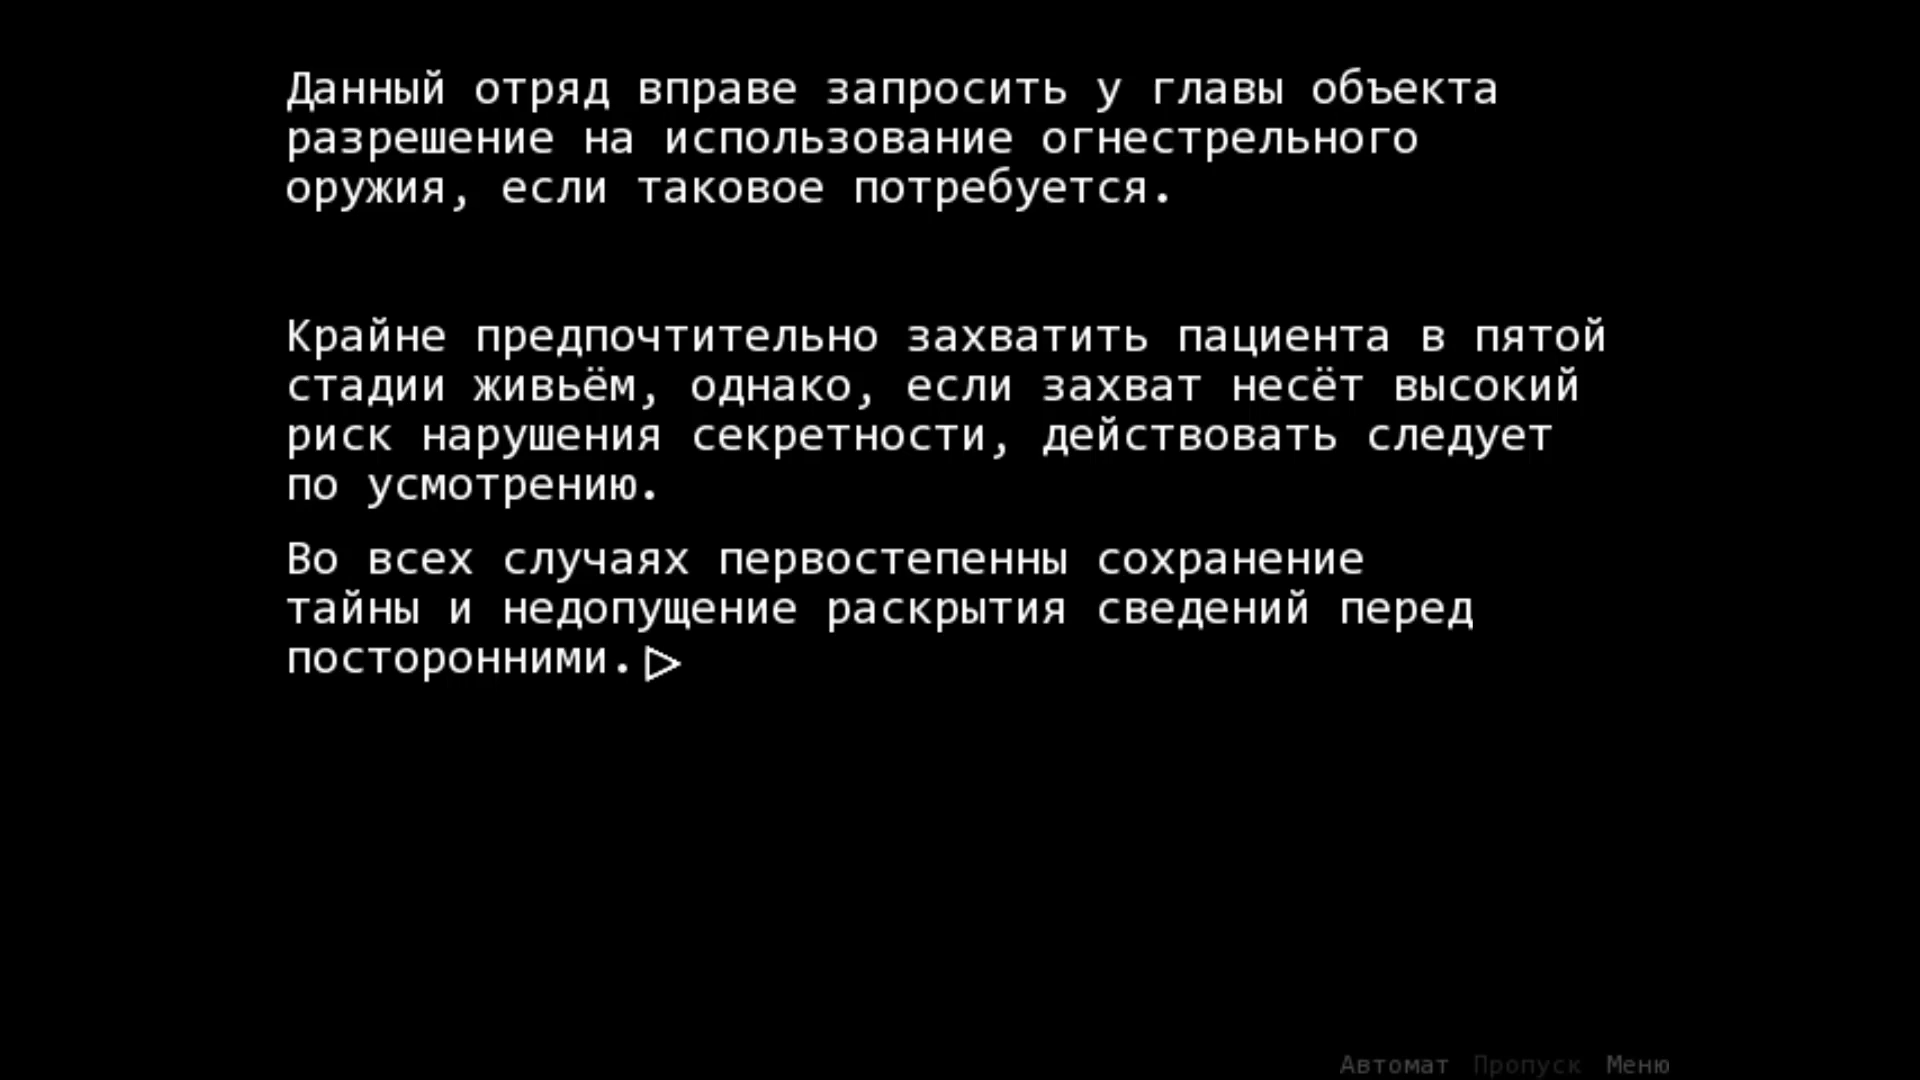 Данный отряд вправе запросить у главы объекта
разрешение на использование огнестрельного
оружия, если таковое потребуется.
Крайне предпочтительно захватить пациента в пятой
стадии живьём, однако, если захват несёт высокий
риск нарушения секретности, действовать следует
по усмотрению.
Во всех случаях первостепенны сохранение
тайны и недопущение раскрытия сведений перед
посторонними.
Автомат Пропуск Меню